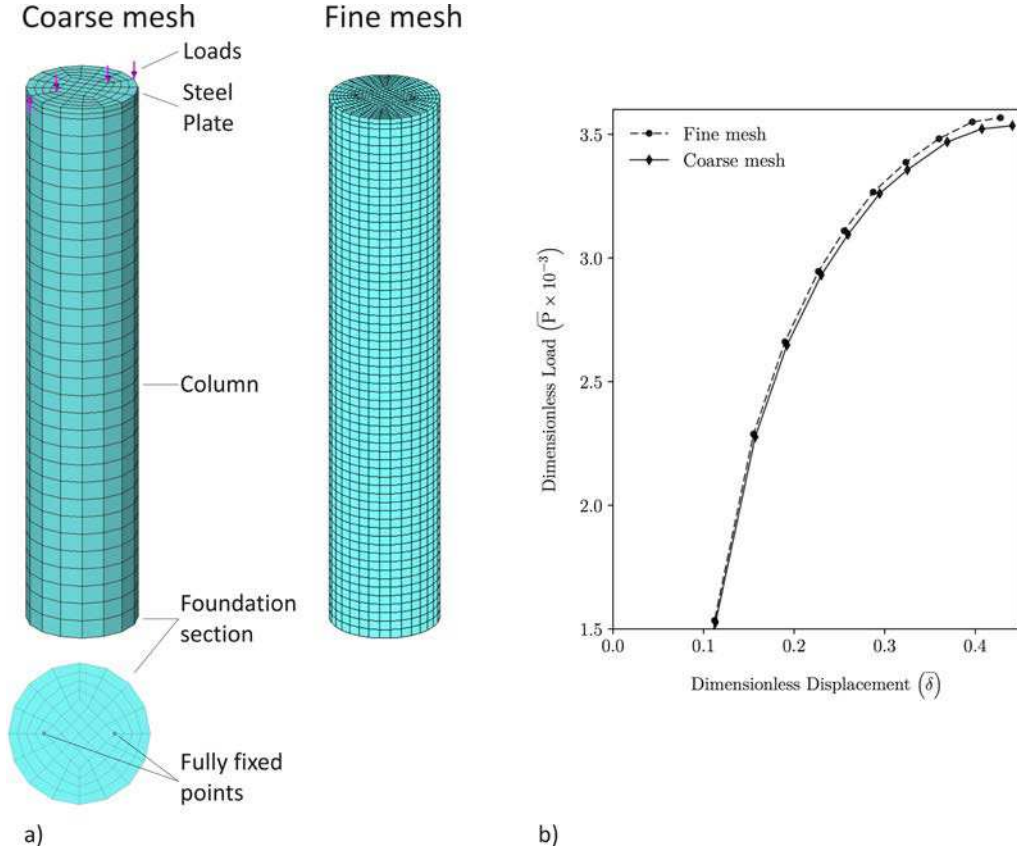 Coarse mesh
Fine mesh
Loads
Steel
Plate
Column
Foundation
section
Fully fixed
points
a)
Fine mesh
Coarse mesh
3.5
3.0
2.5
2.0
1.5
Dimensionless Load (P̅ × 10⁻³)
0.0 0.1 0.2 0.3 0.4
Dimensionless Displacement (δ̅)
b)